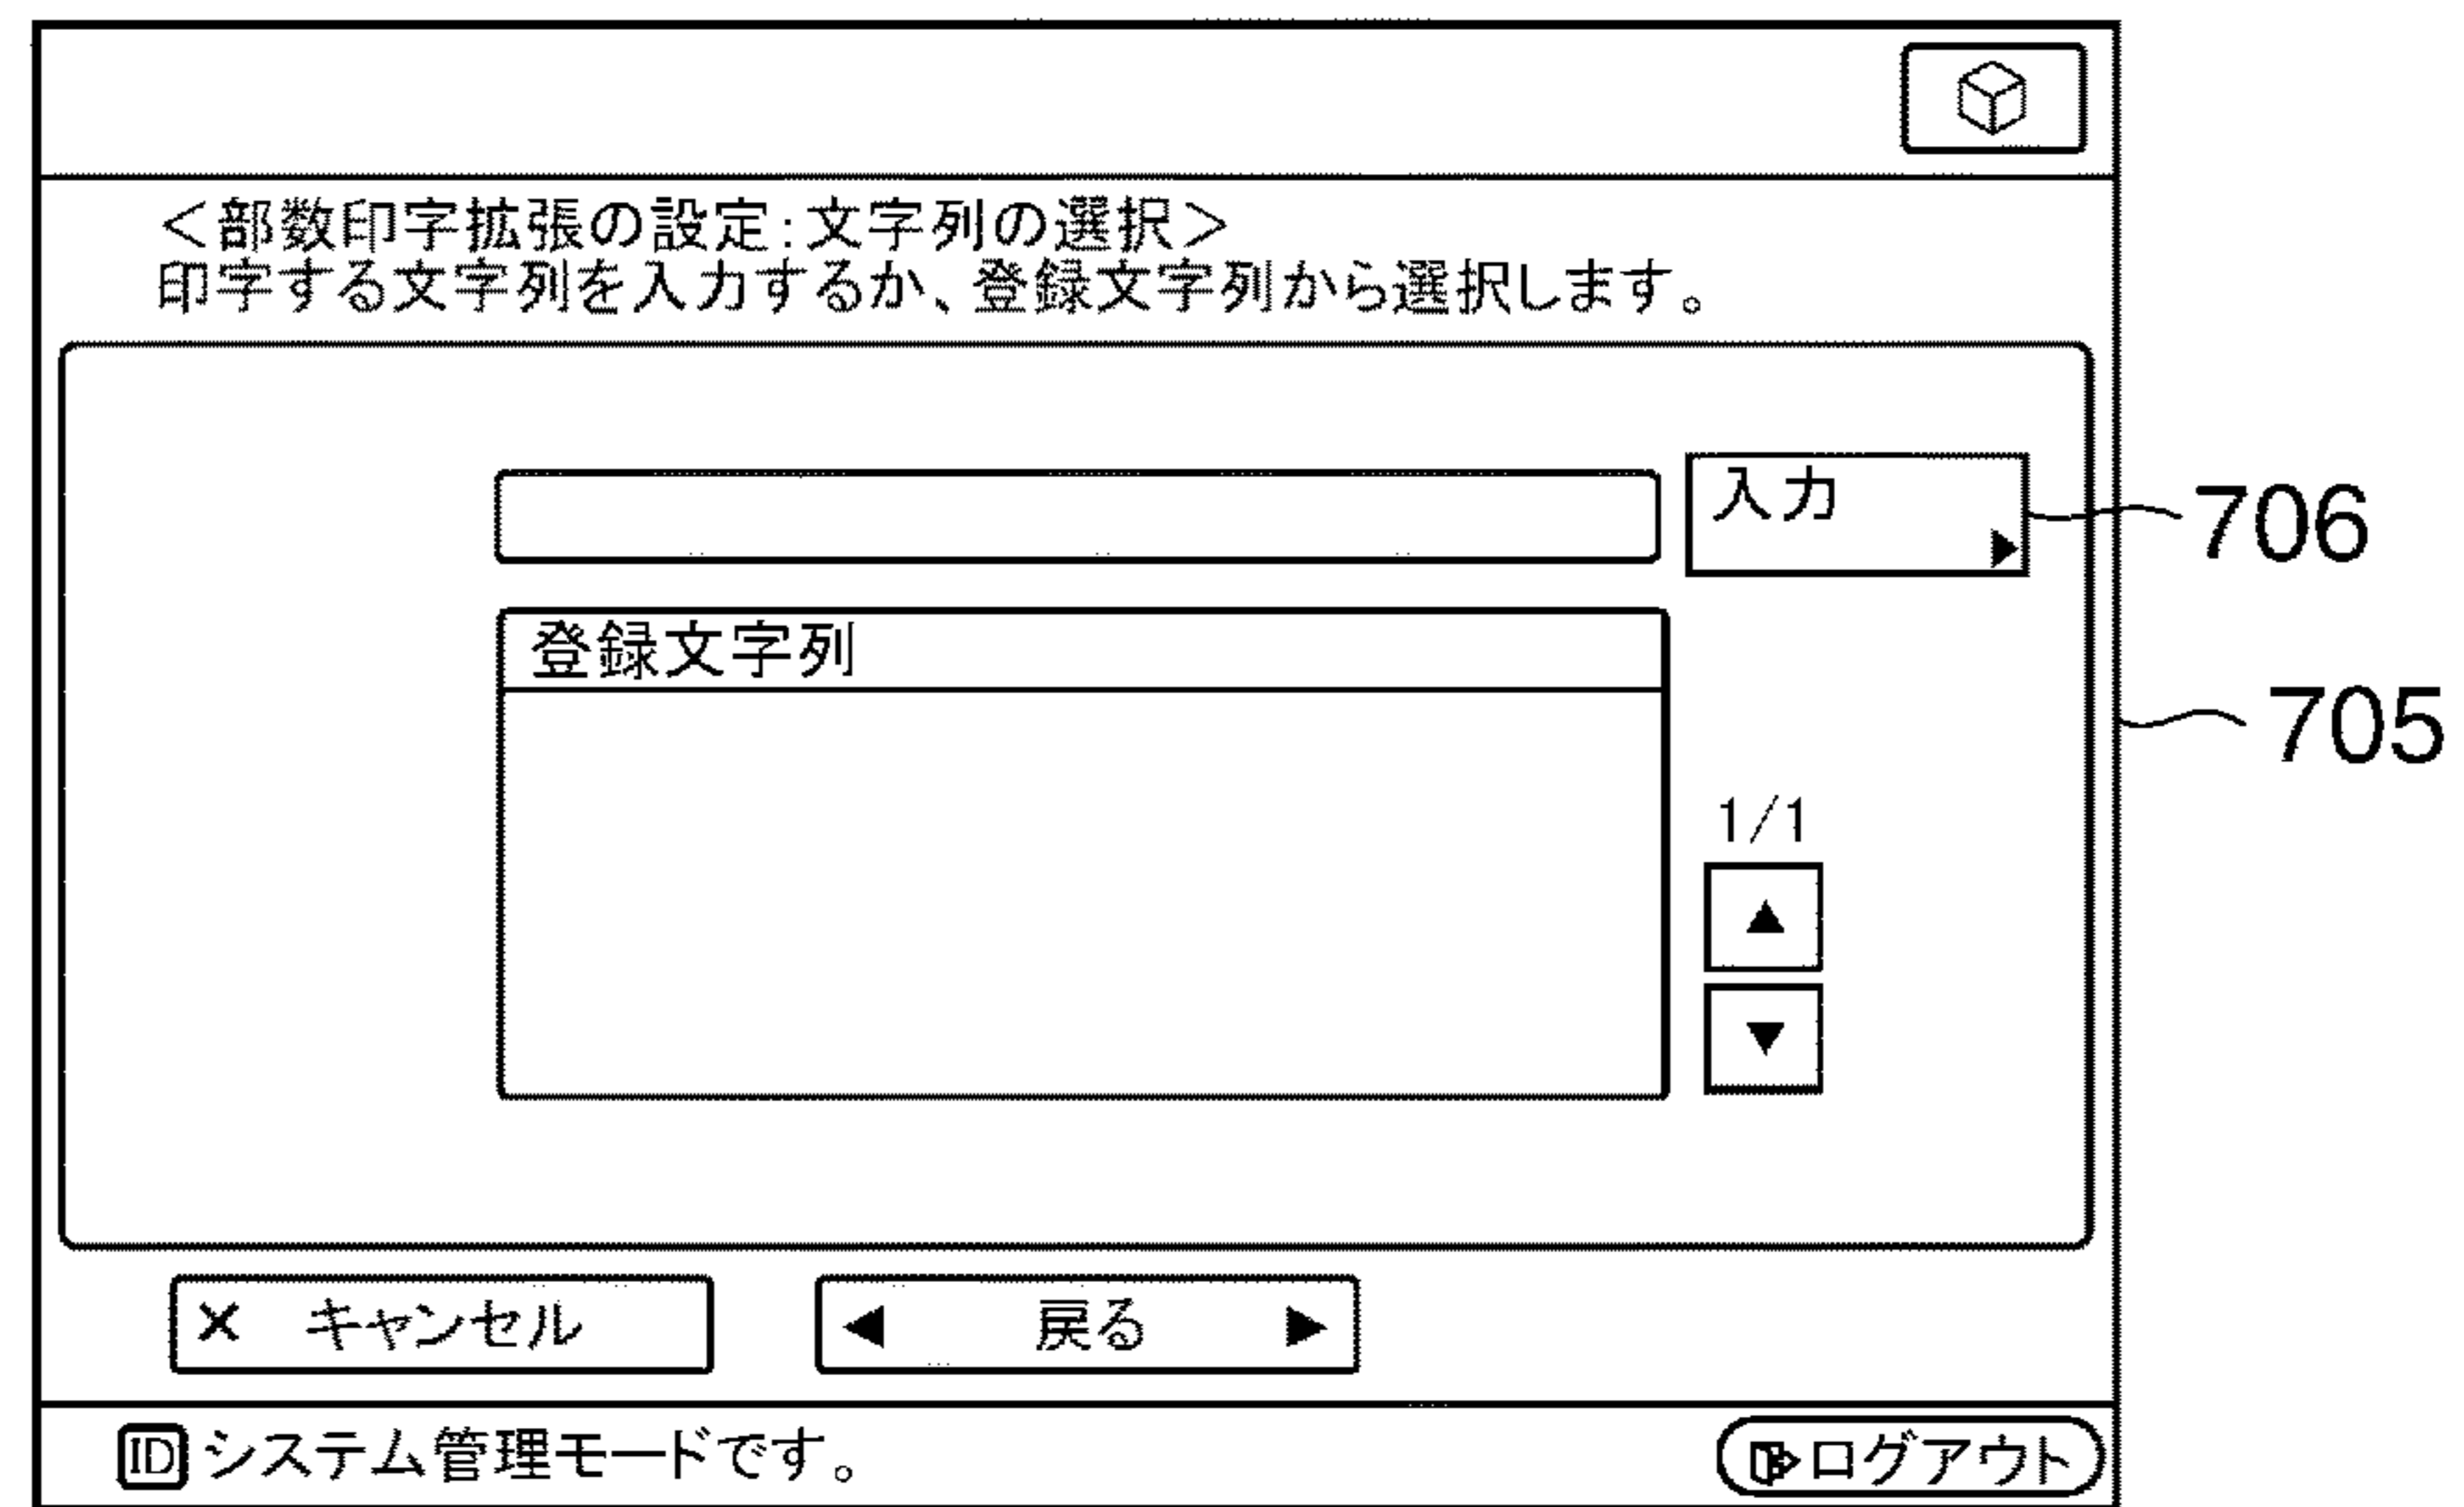 <部数印字拡張の設定:文字列の選択>
印字する文字列を入力するか、登録文字列から選択します。
入力
706
登録文字列
705
1/1
キャンセル
戻る
ID システム管理モードです。
ログアウト